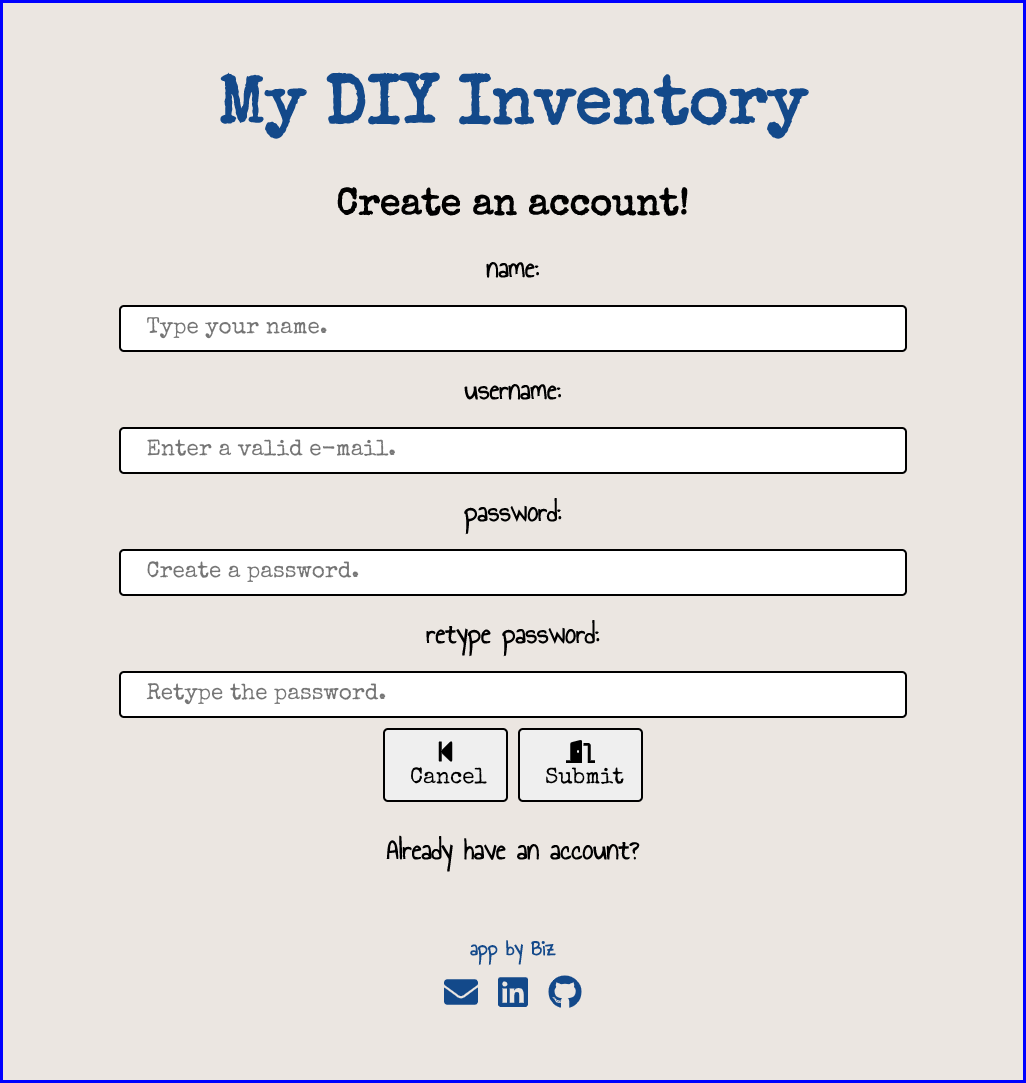 My DIY Inventory
Create an account!
name:
Type your name.
username:
Enter a valid e-mail.
password:
Create a password.
retype password:
Retype the password.
Cancel Submit
Already have an account?
app by Biz
in